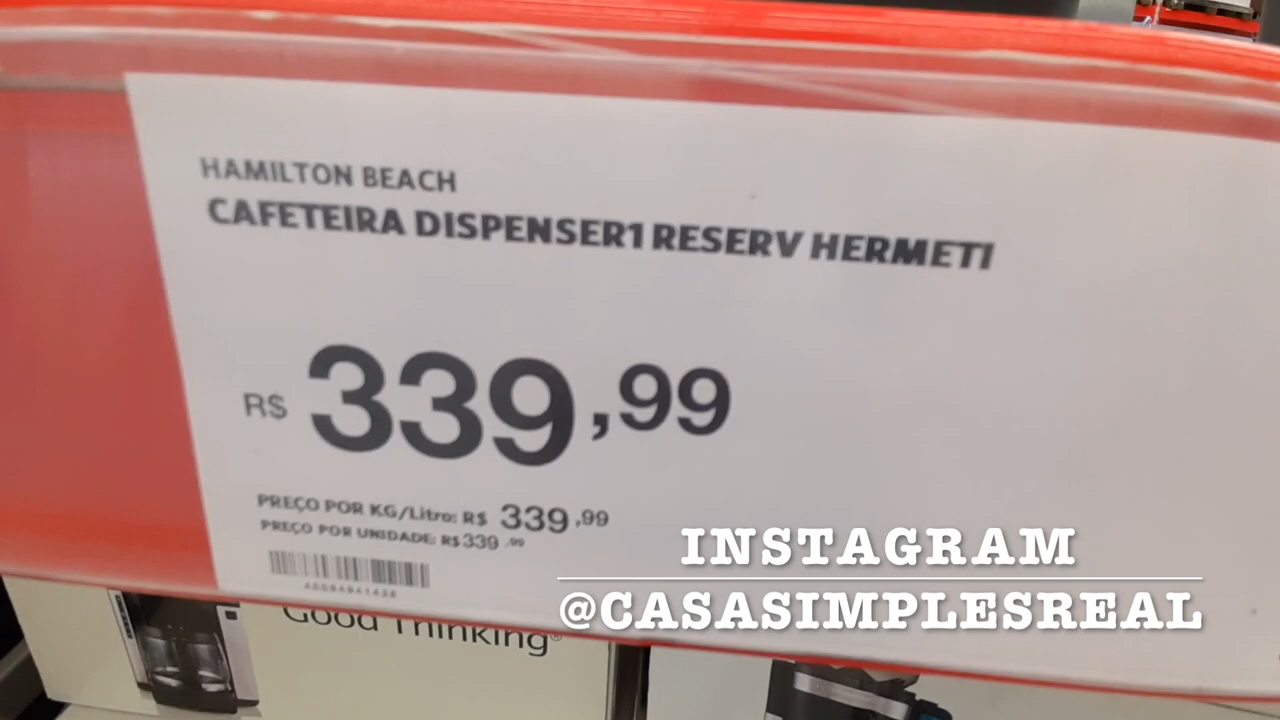 HAMILTON BEACH
CAFETEIRA DISPENSER1 RESERV HERMETI
R$ 339,99
PREÇO POR KG/Litro: R$ 339,99
PREÇO POR UNIDADE: R$ 339,99
Good Thinking®
INSTAGRAM
@CASASIMPLESREAL